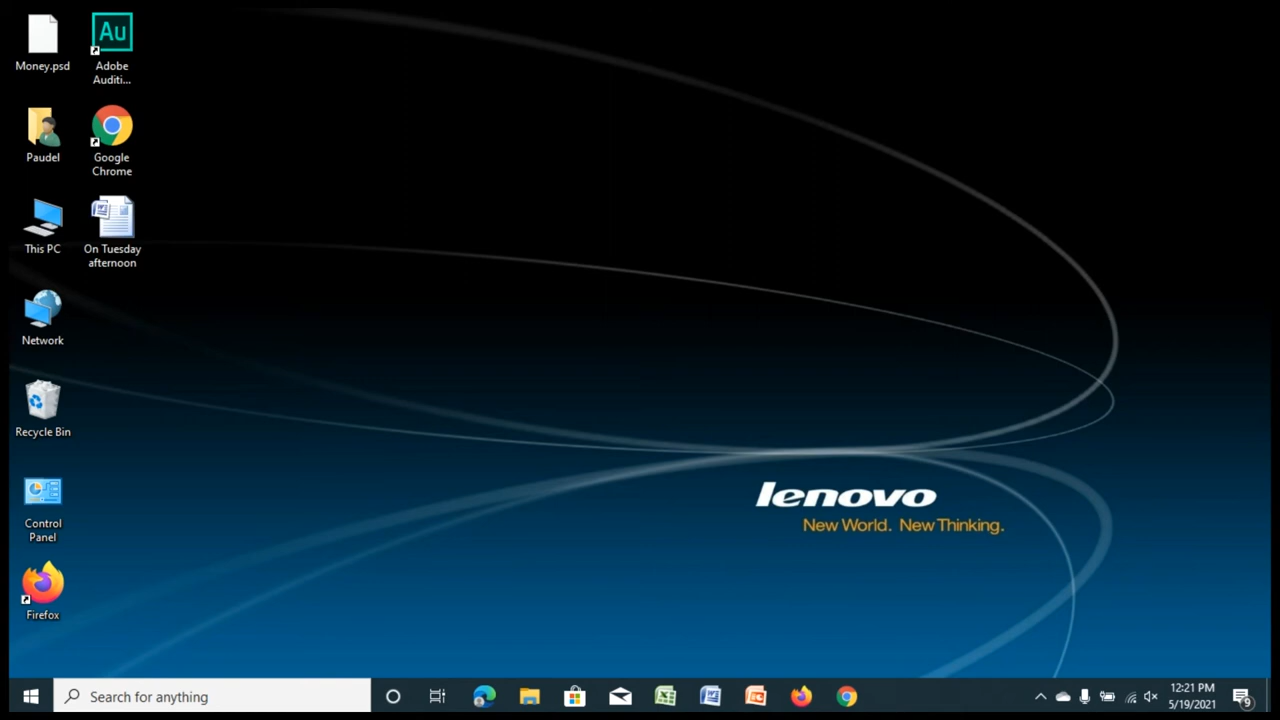 Money.psd
Au
Adobe
Auditi...
Paudel
Google
Chrome
This PC
On Tuesday
afternoon
Network
Recycle Bin
Control
Panel
Firefox
lenovo
New World. New Thinking.
Search for anything
12:21 PM
5/19/2021
9